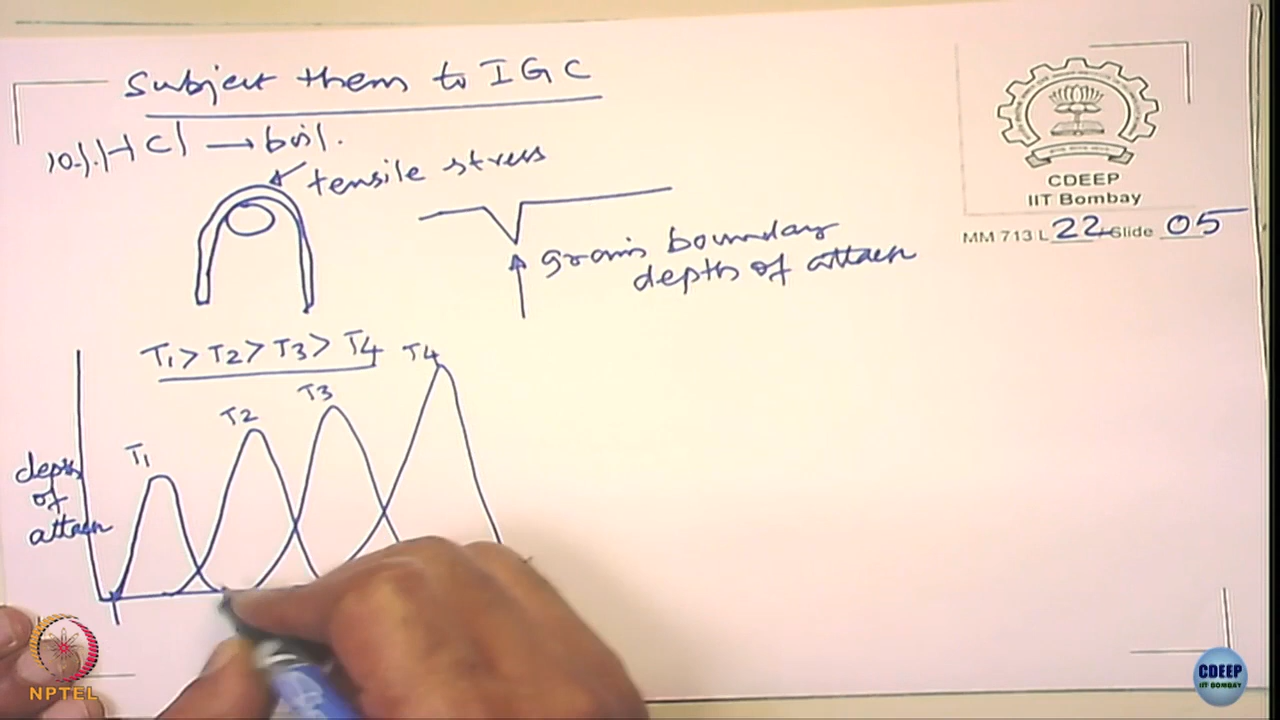 Subject them to IGC
10% HCl → boil.
tensile stress
grain boundary
depth of attack
T1 > T2 > T3 > T4
T4
T3
T2
T1
depth
of
attack
CDEEP
IIT Bombay
MM 713 L 22 Slide 05
NPTEL
CDEEP
IIT BOMBAY